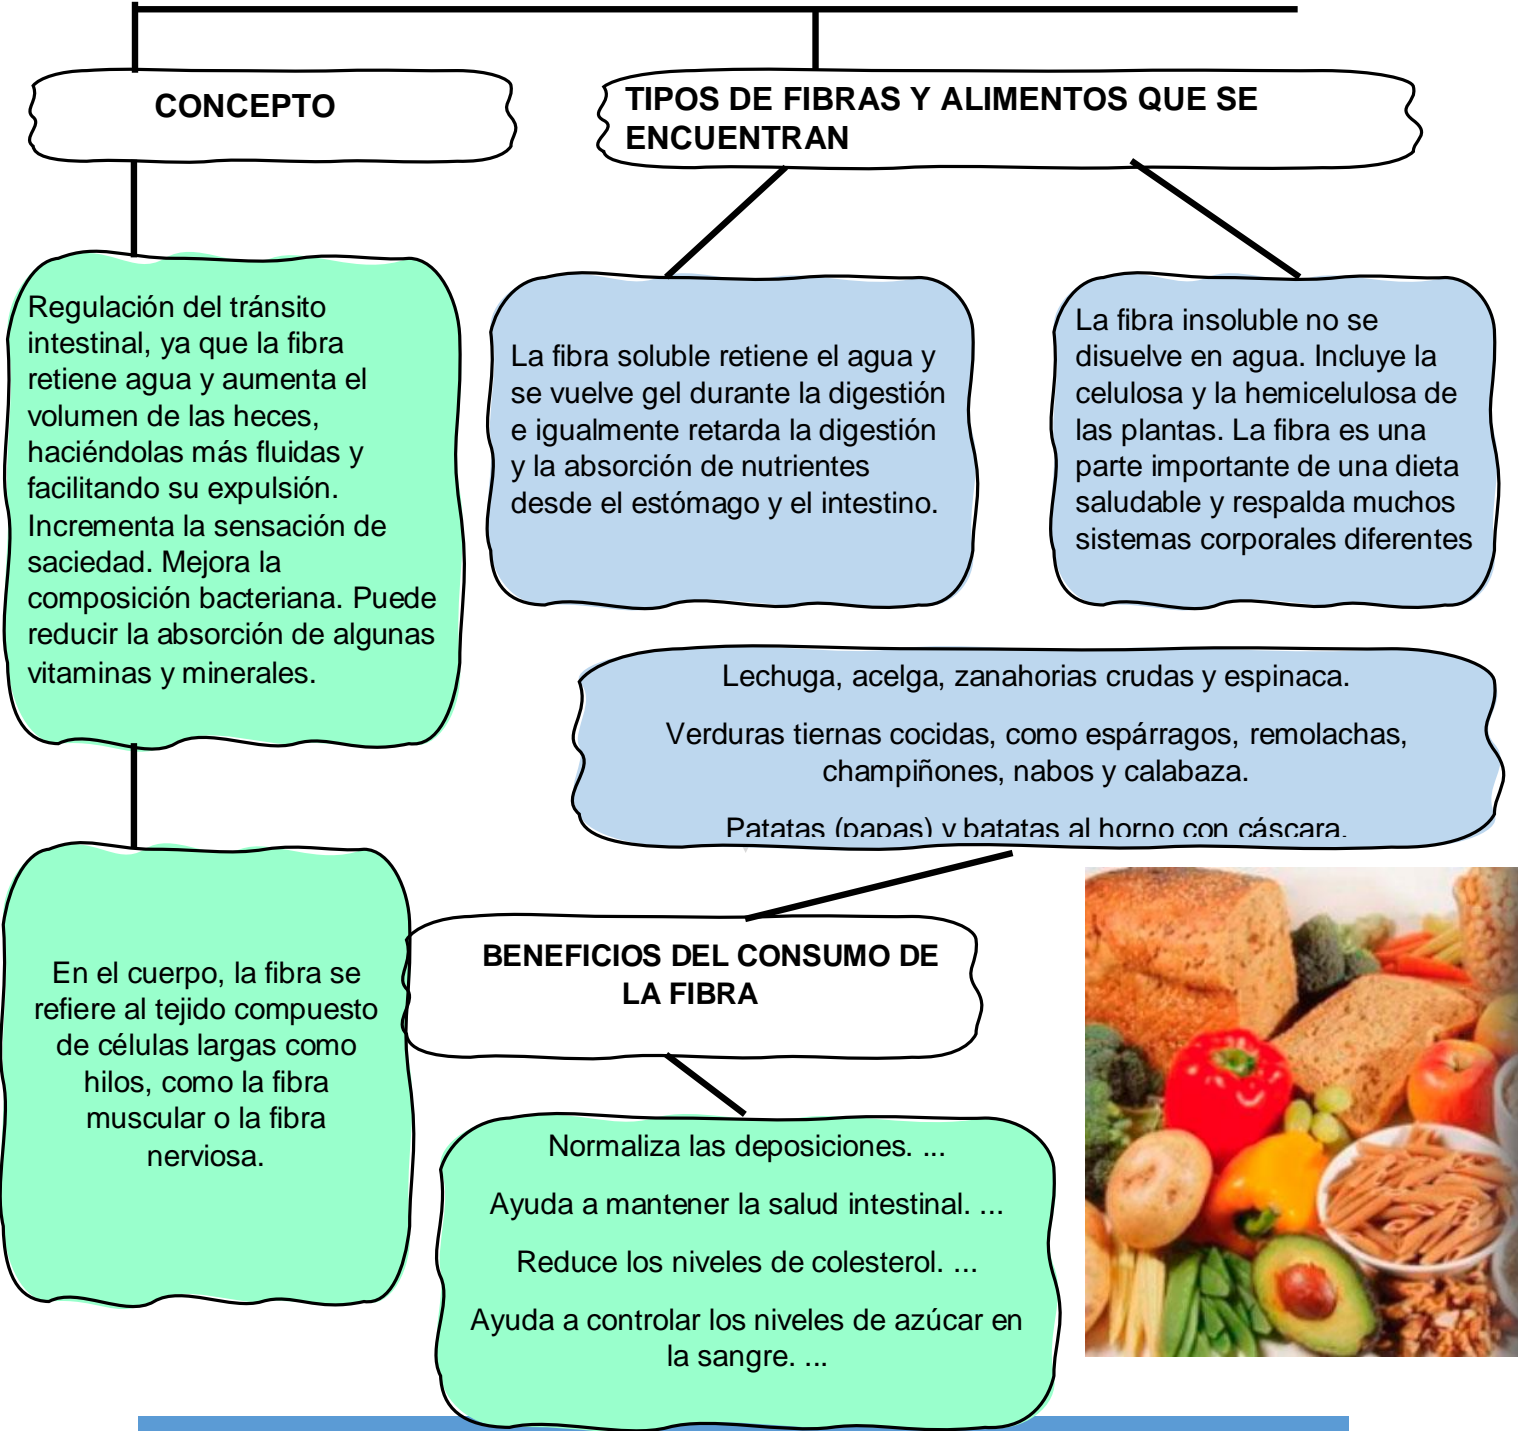 CONCEPTO
TIPOS DE FIBRAS Y ALIMENTOS QUE SE
ENCUENTRAN
Regulación del tránsito
intestinal, ya que la fibra
retiene agua y aumenta el
volumen de las heces,
haciéndolas más fluidas y
facilitando su expulsión.
Incrementa la sensación de
saciedad. Mejora la
composición bacteriana. Puede
reducir la absorción de algunas
vitaminas y minerales.
La fibra soluble retiene el agua y
se vuelve gel durante la digestión
e igualmente retarda la digestión
y la absorción de nutrientes
desde el estómago y el intestino.
La fibra insoluble no se
disuelve en agua. Incluye la
celulosa y la hemicelulosa de
las plantas. La fibra es una
parte importante de una dieta
saludable y respalda muchos
sistemas corporales diferentes
Lechuga, acelga, zanahorias crudas y espinaca.
Verduras tiernas cocidas, como espárragos, remolachas,
champiñones, nabos y calabaza.
Patatas (papas) y batatas al horno con cáscara.
En el cuerpo, la fibra se
refiere al tejido compuesto
de células largas como
hilos, como la fibra
muscular o la fibra
nerviosa.
BENEFICIOS DEL CONSUMO DE
LA FIBRA
Normaliza las deposiciones. ...
Ayuda a mantener la salud intestinal. ...
Reduce los niveles de colesterol. ...
Ayuda a controlar los niveles de azúcar en
la sangre. ...